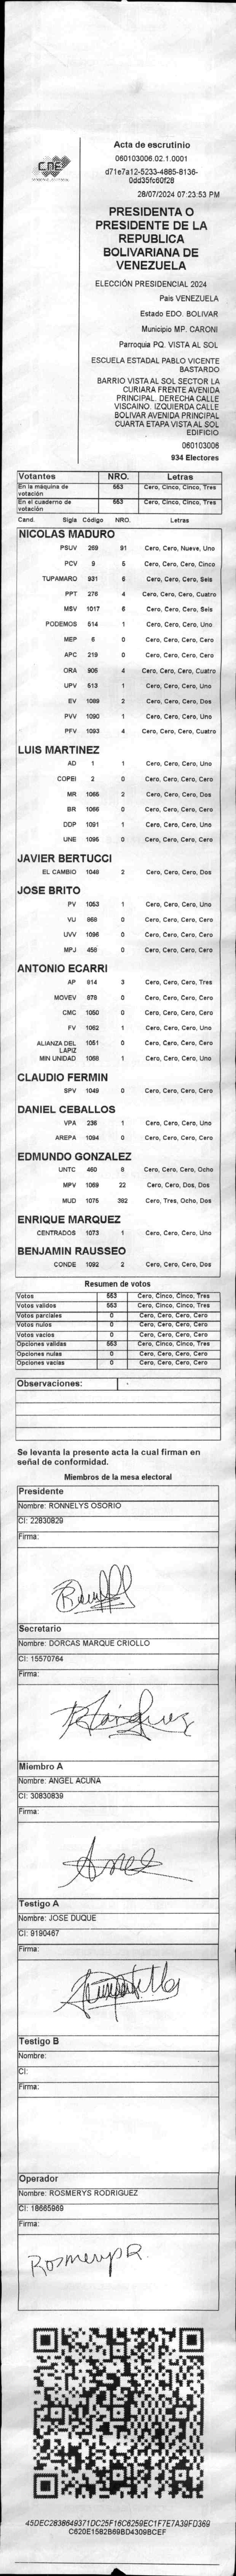 CNE
Acta de escrutinio
060103006.02.1.0001
d71e7a12-5233-4885-8136-
0dd35fc60f28
28/07/2024 07:23:53 PM
PRESIDENTA O
PRESIDENTE DE LA
REPUBLICA
BOLIVARIANA DE
VENEZUELA
ELECCIÓN PRESIDENCIAL 2024
Pais VENEZUELA
Estado EDO. BOLIVAR
Municipio MP. CARONI
Parroquia PQ. VISTA AL SOL
ESCUELA ESTADAL PABLO VICENTE
BASTARDO
BARRIO VISTA AL SOL SECTOR LA
CURIARA FRENTE AVENIDA
PRINCIPAL. DERECHA CALLE
VISCAINO. IZQUIERDA CALLE
BOLIVAR AVENIDA PRINCIPAL
CUARTA ETAPA VISTA AL SOL
EDIFICIO
060103006
934 Electores
Votantes NRO. Letras
En la máquina de votación 553 Cero, Cinco, Cinco, Tres
En el cuaderno de votación 553 Cero, Cinco, Cinco, Tres
Cand. Sigla Código NRO. Letras
NICOLAS MADURO
PSUV 269 91 Cero, Cero, Nueve, Uno
PCV 9 5 Cero, Cero, Cero, Cinco
TUPAMARO 931 6 Cero, Cero, Cero, Seis
PPT 276 4 Cero, Cero, Cero, Cuatro
MSV 1017 6 Cero, Cero, Cero, Seis
PODEMOS 514 1 Cero, Cero, Cero, Uno
MEP 6 0 Cero, Cero, Cero, Cero
APC 219 0 Cero, Cero, Cero, Cero
ORA 906 4 Cero, Cero, Cero, Cuatro
UPV 513 1 Cero, Cero, Cero, Uno
EV 1089 2 Cero, Cero, Cero, Dos
PVV 1090 1 Cero, Cero, Cero, Uno
PFV 1093 4 Cero, Cero, Cero, Cuatro
LUIS MARTINEZ
AD 1 1 Cero, Cero, Cero, Uno
COPEI 2 0 Cero, Cero, Cero, Cero
MR 1065 2 Cero, Cero, Cero, Dos
BR 1066 0 Cero, Cero, Cero, Cero
DDP 1091 1 Cero, Cero, Cero, Uno
UNE 1095 0 Cero, Cero, Cero, Cero
JAVIER BERTUCCI
EL CAMBIO 1048 2 Cero, Cero, Cero, Dos
JOSE BRITO
PV 1053 1 Cero, Cero, Cero, Uno
VU 868 0 Cero, Cero, Cero, Cero
UVV 1096 0 Cero, Cero, Cero, Cero
MPJ 456 0 Cero, Cero, Cero, Cero
ANTONIO ECARRI
AP 814 3 Cero, Cero, Cero, Tres
MOVEV 879 0 Cero, Cero, Cero, Cero
CMC 1050 0 Cero, Cero, Cero, Cero
FV 1082 1 Cero, Cero, Cero, Uno
ALIANZA DEL LAPIZ 1051 0 Cero, Cero, Cero, Cero
MIN UNIDAD 1088 1 Cero, Cero, Cero, Uno
CLAUDIO FERMIN
SPV 1049 0 Cero, Cero, Cero, Cero
DANIEL CEBALLOS
VPA 236 1 Cero, Cero, Cero, Uno
AREPA 1094 0 Cero, Cero, Cero, Cero
EDMUNDO GONZALEZ
UNTC 460 8 Cero, Cero, Cero, Ocho
MPV 1069 22 Cero, Cero, Dos, Dos
MUD 1075 382 Cero, Tres, Ocho, Dos
ENRIQUE MARQUEZ
CENTRADOS 1073 1 Cero, Cero, Cero, Uno
BENJAMIN RAUSSEO
CONDE 1092 2 Cero, Cero, Cero, Dos
Resumen de votos
Votos 553 Cero, Cinco, Cinco, Tres
Votos validos 553 Cero, Cinco, Cinco, Tres
Votos parciales 0 Cero, Cero, Cero, Cero
Votos nulos 0 Cero, Cero, Cero, Cero
Votos vacios 0 Cero, Cero, Cero, Cero
Opciones validas 553 Cero, Cinco, Cinco, Tres
Opciones nulas 0 Cero, Cero, Cero, Cero
Opciones vacias 0 Cero, Cero, Cero, Cero
Observaciones:
Se levanta la presente acta la cual firman en
señal de conformidad.
Miembros de la mesa electoral
Presidente
Nombre: RONNELYS OSORIO
CI: 22830829
Firma:
Secretario
Nombre: DORCAS MARQUE CRIOLLO
CI: 15570764
Firma:
Miembro A
Nombre: ANGEL ACUÑA
CI: 30830839
Firma:
Testigo A
Nombre: JOSE DUQUE
CI: 9190467
Firma:
Testigo B
Nombre:
CI:
Firma:
Operador
Nombre: ROSMERYS RODRIGUEZ
CI: 18665969
Firma:
Rosmerys R.
45DEC2838649371DC25F16C6259EC1F7E7A39FD369
C620E1582B69BD4309BCEF